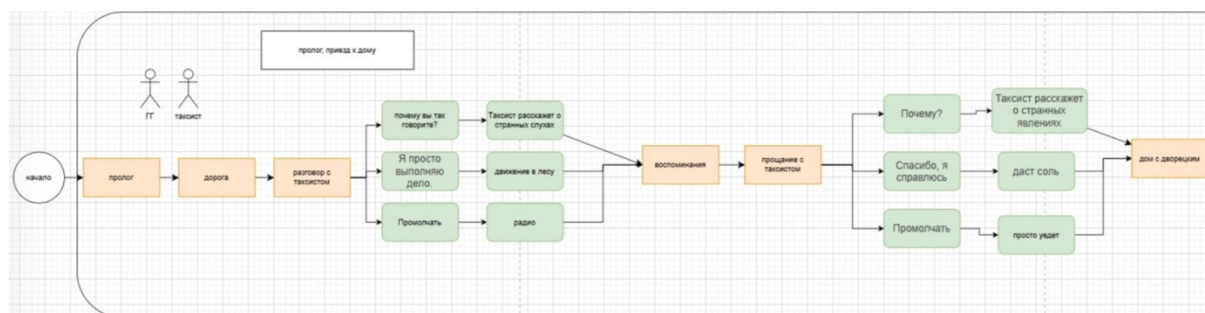 пролог, приезд к дому
ГГ
таксист
начало
пролог
дорога
разговор с
таксистом
почему вы так
говорите?
Таксист расскажет о
странных слухах
Я просто
выполняю
дело.
движение в лесу
Промолчать
радио
воспоминания
прощание с
таксистом
Почему?
Таксист расскажет
о странных
явлениях
Спасибо, я
справлюсь
даст соль
Промолчать
просто уедет
дом с дворецким